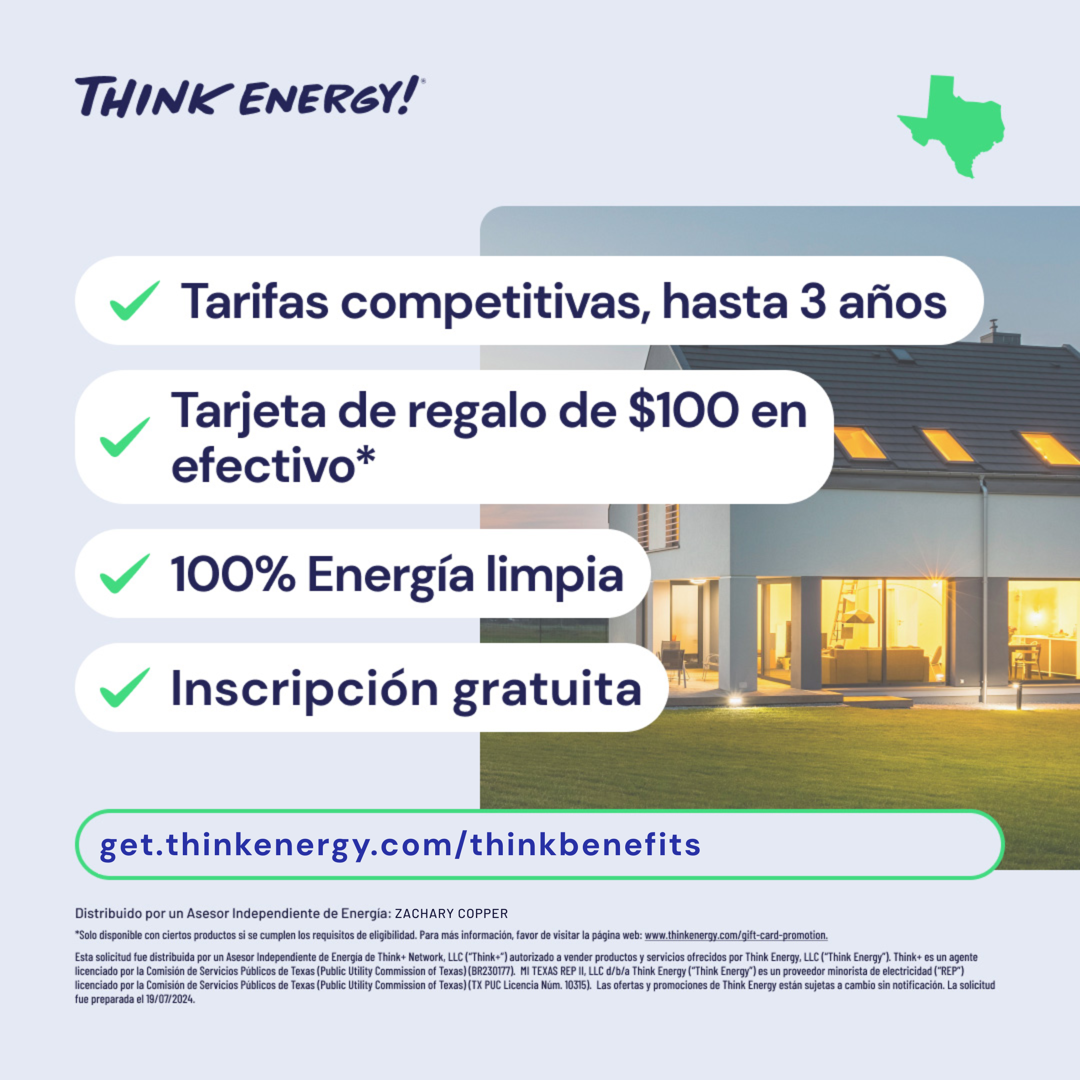 THINK ENERGY!
Tarifas competitivas, hasta 3 años
Tarjeta de regalo de $100 en
efectivo*
100% Energía limpia
Inscripción gratuita
get.thinkenergy.com/thinkbenefits
Distribuido por un Asesor Independiente de Energía: ZACHARY COPPER
*Solo disponible con ciertos productos si se cumplen los requisitos de eligibilidad. Para más información, favor de visitar la página web: www.thinkenergy.com/gift-card-promotion.
Esta solicitud fue distribuida por un Asesor Independiente de Energía de Think+ Network, LLC ("Think+") autorizado a vender productos y servicios ofrecidos por Think Energy, LLC ("Think Energy"). Think+ es un agente
licenciado por la Comisión de Servicios Públicos de Texas (Public Utility Commission of Texas) (BR230177). MI TEXAS REP II, LLC d/b/a Think Energy ("Think Energy") es un proveedor minorista de electricidad ("REP")
licenciado por la Comisión de Servicios Públicos de Texas (Public Utility Commission of Texas) (TX PUC Licencia Núm. 10315). Las ofertas y promociones de Think Energy están sujetas a cambio sin notificación. La solicitud
fue preparada el 19/07/2024.